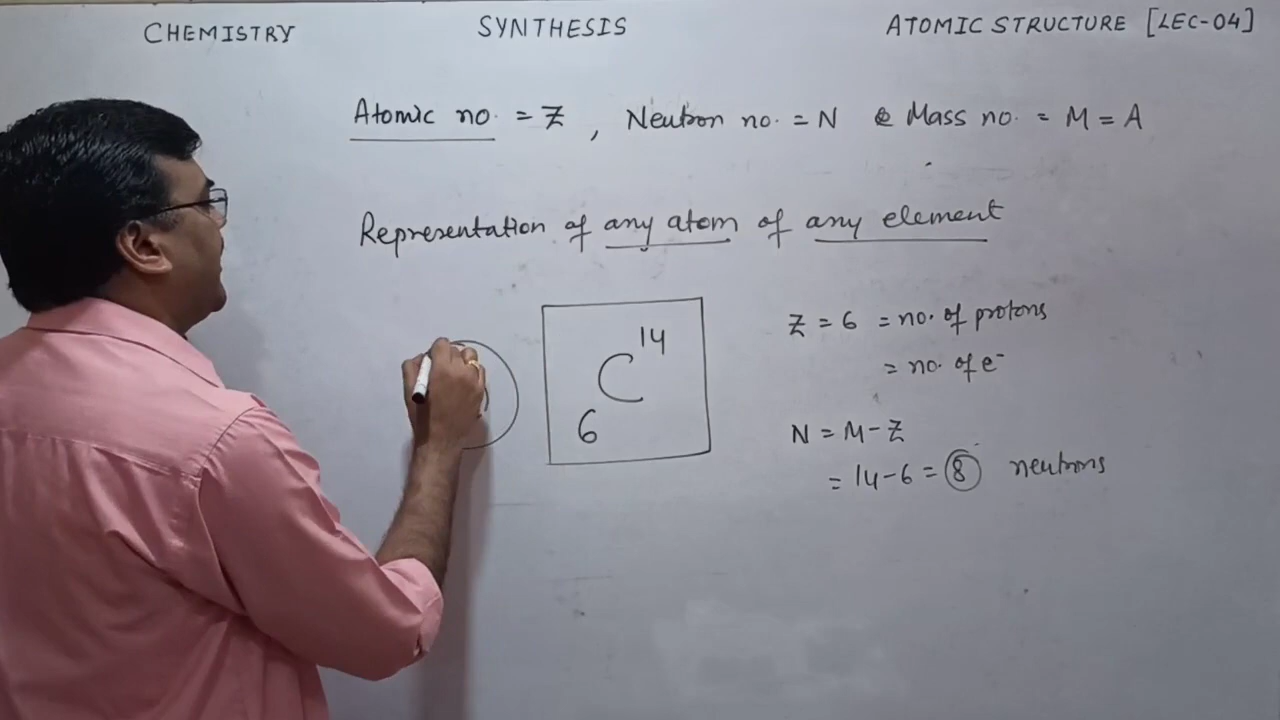 CHEMISTRY SYNTHESIS ATOMIC STRUCTURE [LEC-04]
Atomic no. = Z , Neutron no. = N & Mass no. = M = A
Representation of any atom of any element
C 14
6
Z = 6 = no. of protons
= no. of e-
N = M - Z
= 14 - 6 = 8 neutrons